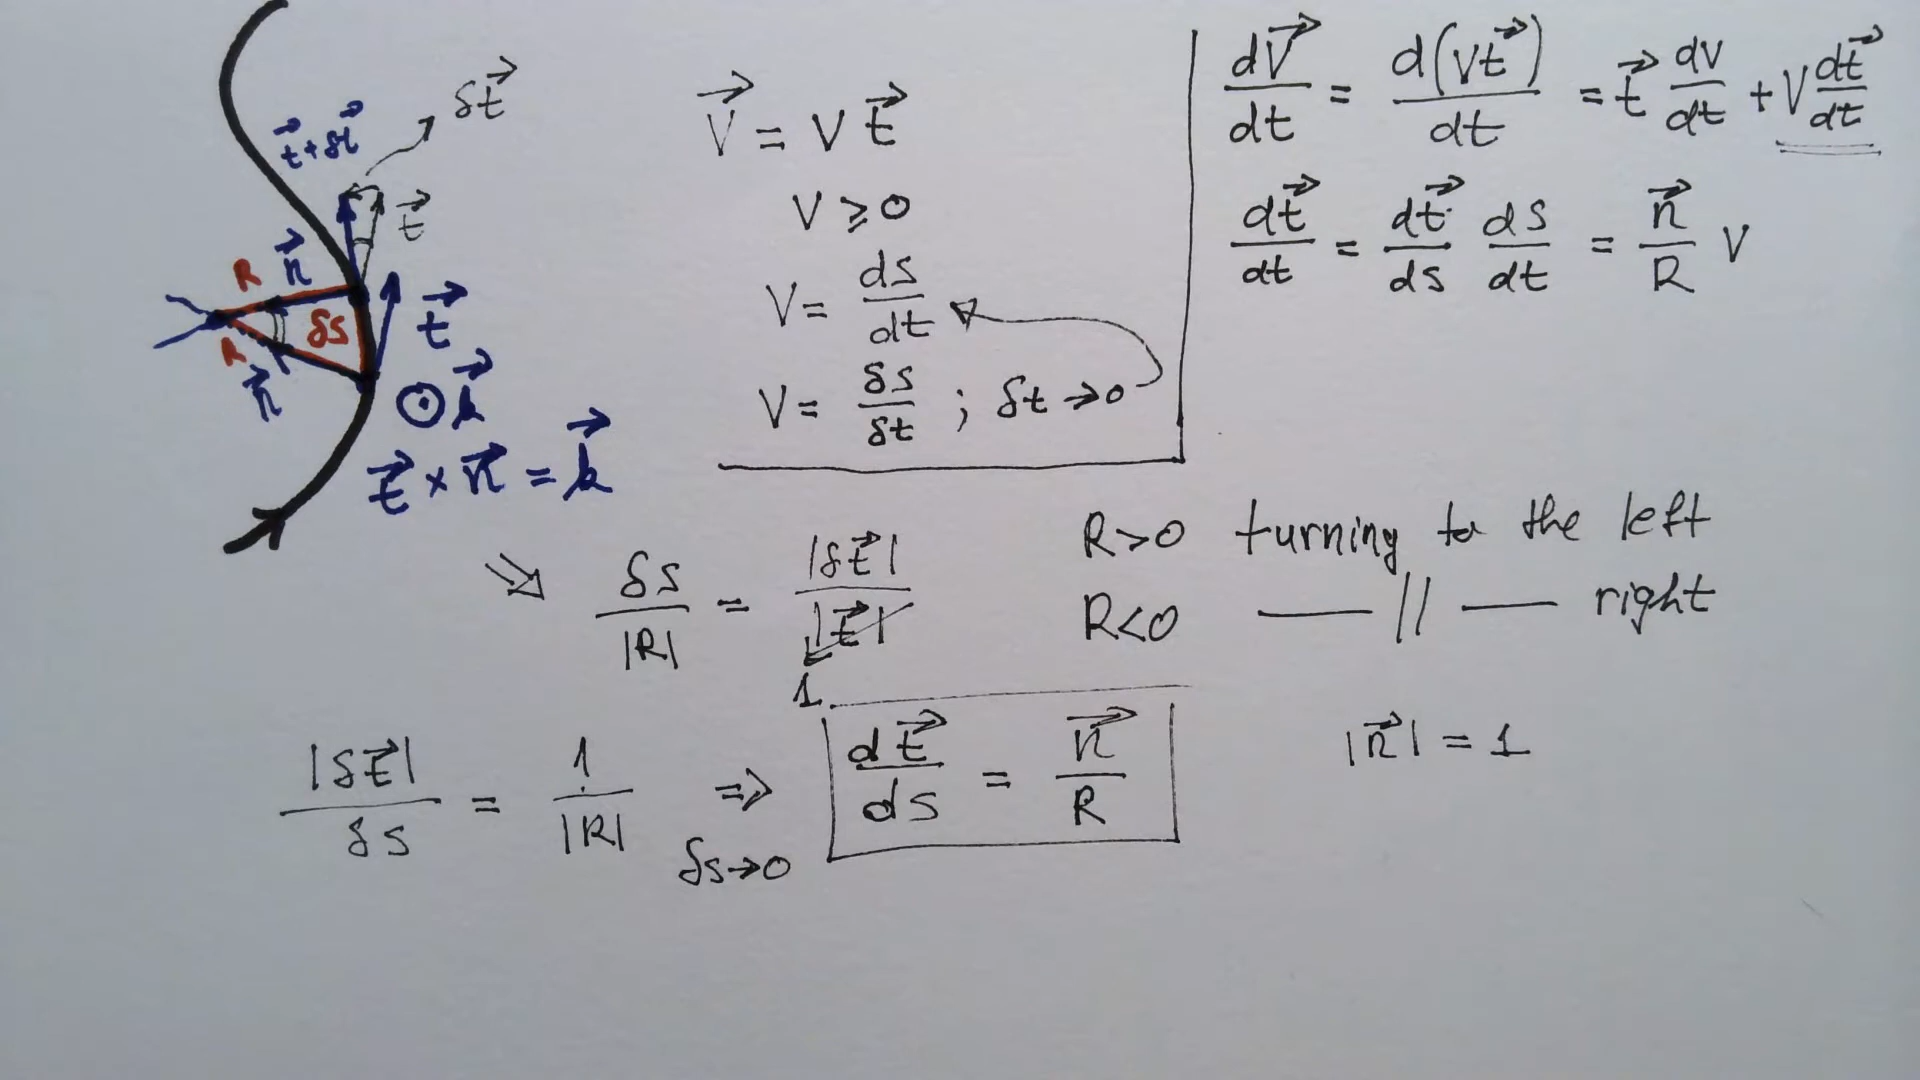 t⃗+δt⃗
δt⃗
t⃗
R n⃗
δs
R
n⃗
t⃗
⊙ k⃗
t⃗ × n⃗ = k⃗
V⃗ = V t⃗
V ⩾ 0
V = ds/dt
V = δs/δt ; δt → 0
dV⃗/dt = d(Vt⃗)/dt = t⃗ dV/dt + V dt⃗/dt
dt⃗/dt = dt⃗/ds ds/dt = n⃗/R V
⇒ δs/|R| = |δt⃗|/|t⃗|
1
R>0 turning to the left
R<0 —— // —— right
|δt⃗|/δs = 1/|R| ⇒ dt⃗/ds = n⃗/R
δs→0
|n⃗| = 1